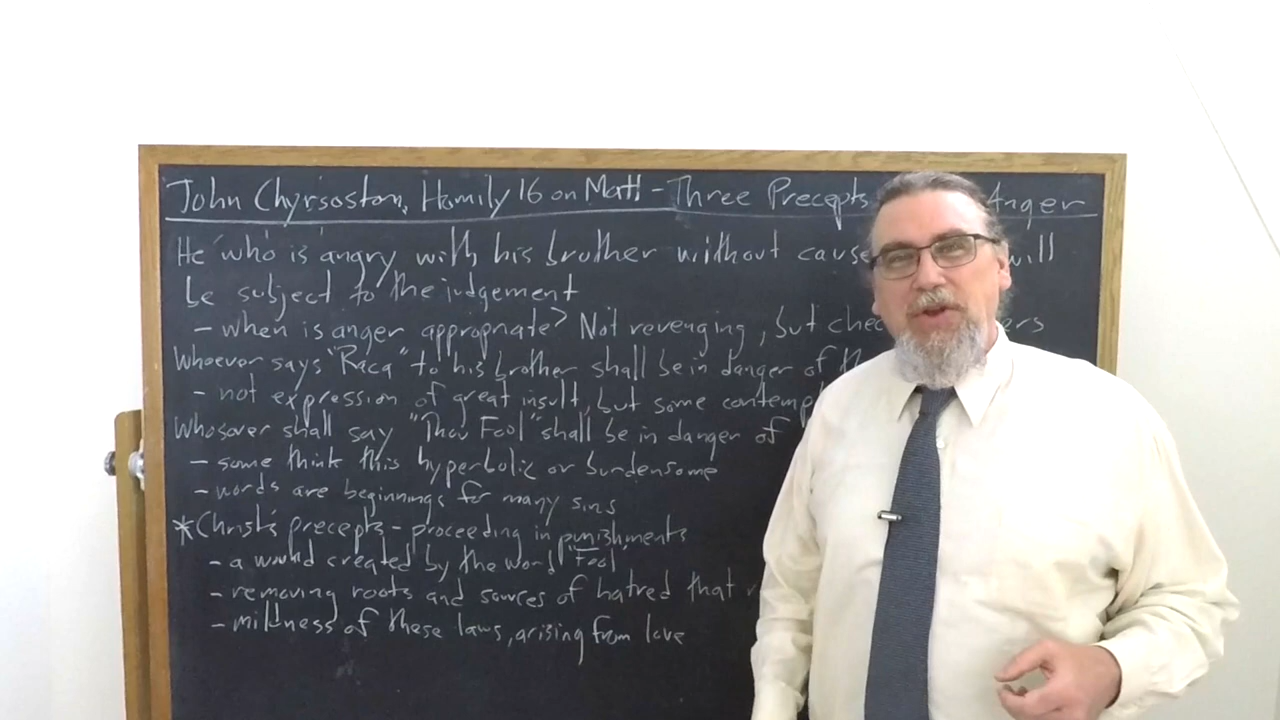 John Chyrsostom, Homily 16 on Matt - Three Precepts Anger
He who is angry with his brother without cause will
be subject to the judgement
- when is anger appropriate? Not revenging, but chec ers
Whoever says "Raca" to his brother shall be in danger of th
- not expression of great insult, but some contemp
Whosover shall say "Thou Fool" shall be in danger of
- some think this hyperbolic or burdensome
- words are beginnings for many sins
*Christ's precepts - proceeding in punishments
- a wound created by the word "Fool"
- removing roots and sources of hatred that
- mildness of these laws, arising from love